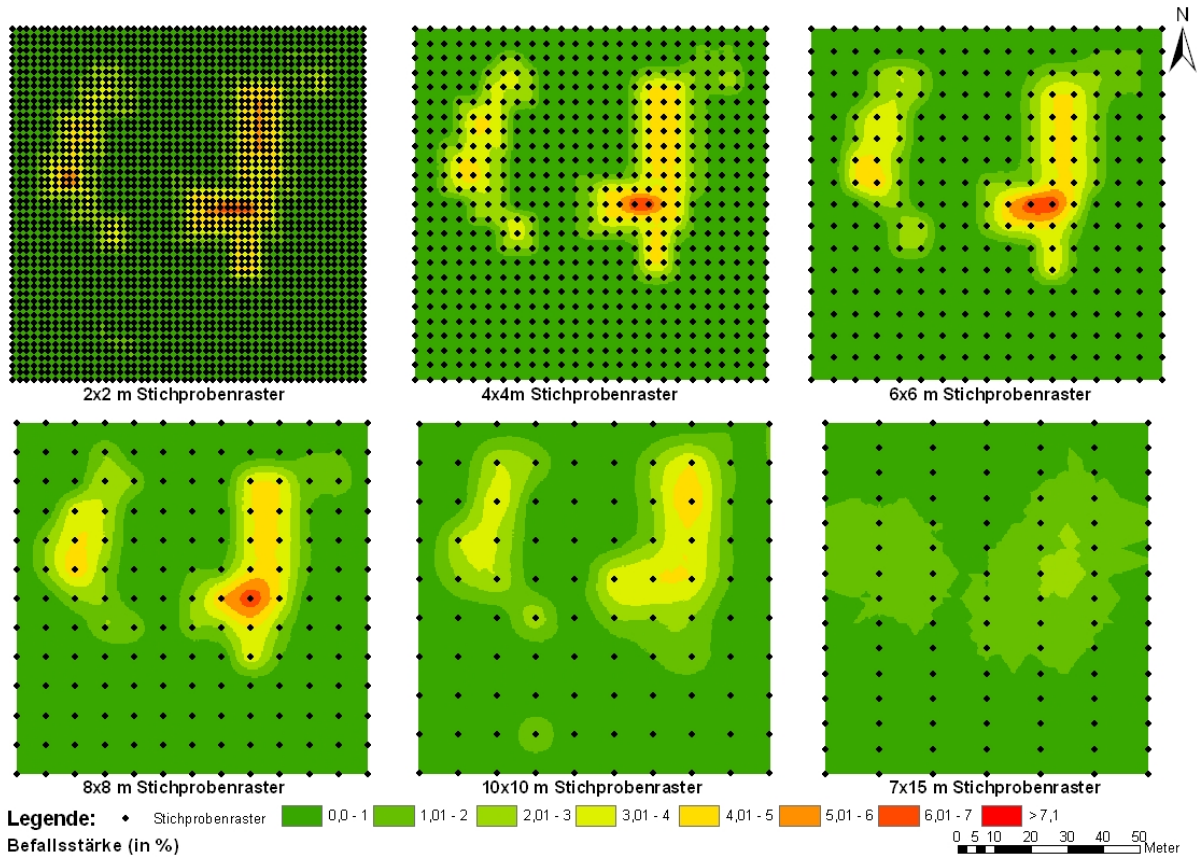 N
2x2 m Stichprobenraster
4x4m Stichprobenraster
6x6 m Stichprobenraster
8x8 m Stichprobenraster
10x10 m Stichprobenraster
7x15 m Stichprobenraster
Legende: Stichprobenraster 0,0 - 1 1,01 - 2 2,01 - 3 3,01 - 4 4,01 - 5 5,01 - 6 6,01 - 7 >7,1
Befallsstärke (in %)
0 5 10 20 30 40 50 Meter